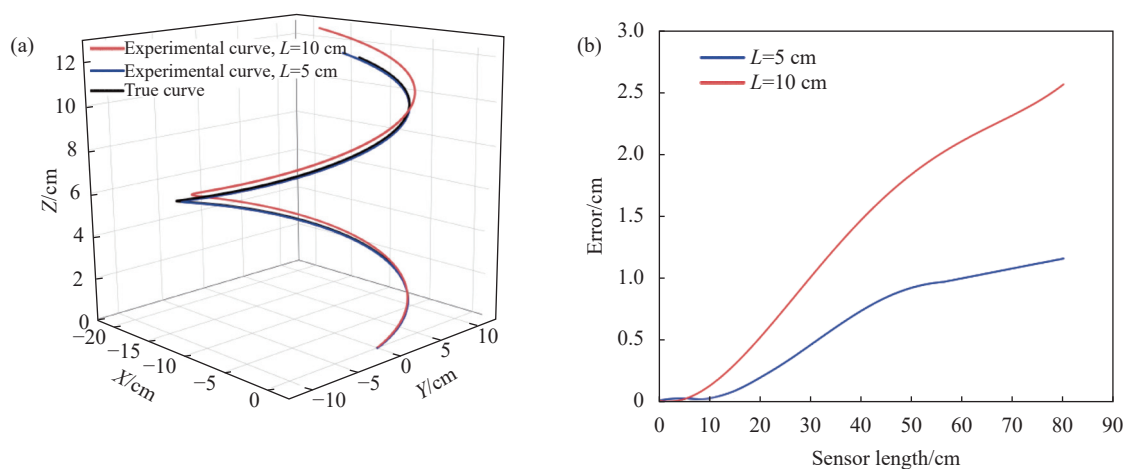 (a)
Experimental curve, L=10 cm
Experimental curve, L=5 cm
True curve
12
10
8
6
4
2
0
Z/cm
−20
−15
−10
−5
0
X/cm
−10
−5
0
5
10
Y/cm
(b)
L=5 cm
L=10 cm
3.0
2.5
2.0
1.5
1.0
0.5
0
Error/cm
0 10 20 30 40 50 60 70 80 90
Sensor length/cm